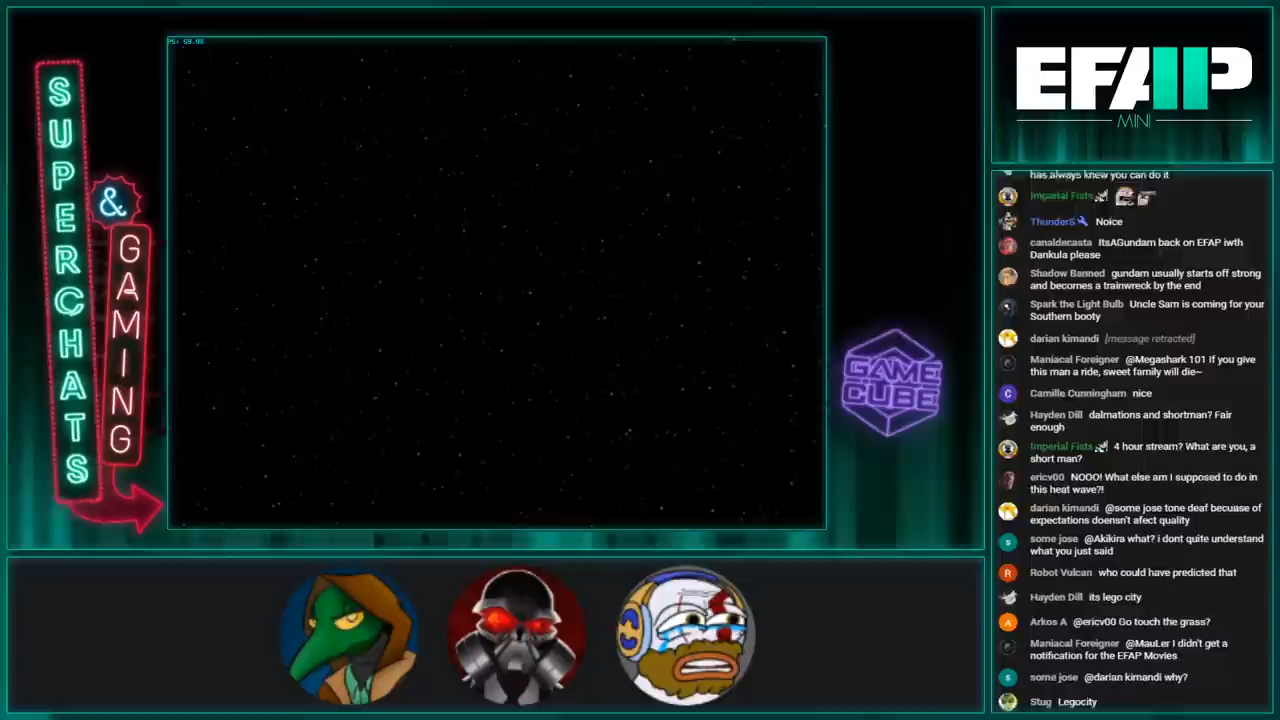 PS: 59.98
SUPERCHATS
&
GAMING
GAME
CUBE
EFAP
MINI
has always knew you can do it
Imperial Fists
ThunderS Noice
canaldecasta ItsAGundam back on EFAP iwth
Dankula please
Shadow Banned gundam usually starts off strong
and becomes a trainwreck by the end
Spark the Light Bulb Uncle Sam is coming for your
Southern booty
darian kimandi [message retracted]
Maniacal Foreigner @Megashark 101 If you give
this man a ride, sweet family will die~
C Camille Cunningham nice
Hayden Dill dalmations and shortman? Fair
enough
Imperial Fists 4 hour stream? What are you, a
short man?
ericv00 NOOO! What else am I supposed to do in
this heat wave?!
darian kimandi @some jose tone deaf becuase of
expectations doensn't afect quality
s some jose @Akikira what? i dont quite understand
what you just said
R Robot Vulcan who could have predicted that
Hayden Dill its lego city
A Arkos A @ericv00 Go touch the grass?
Maniacal Foreigner @MauLer I didn't get a
notification for the EFAP Movies
s some jose @darian kimandi why?
Stug Legocity